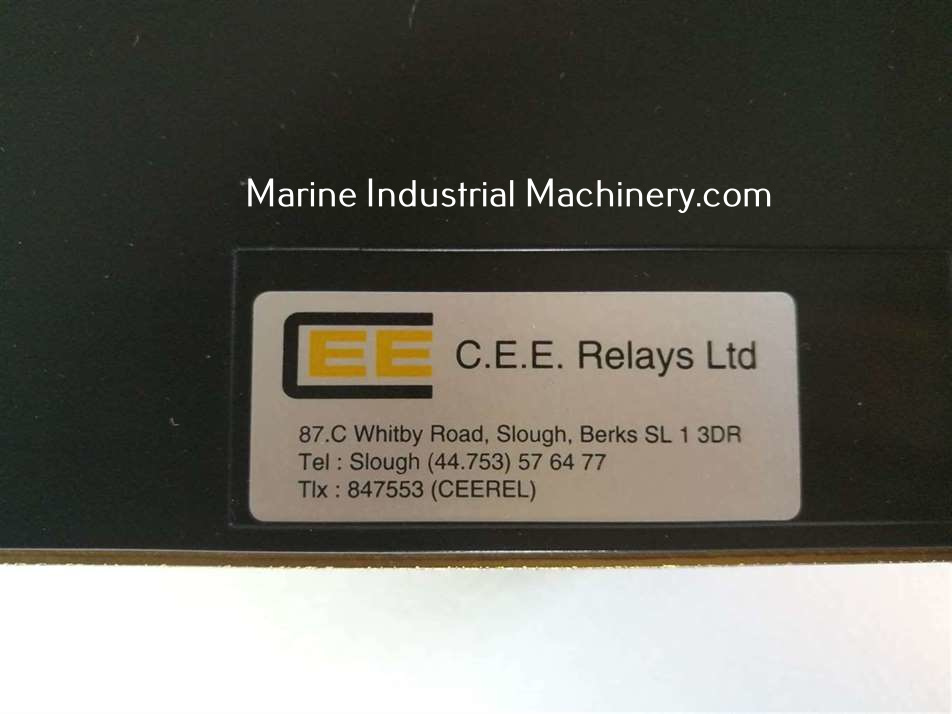 Marine Industrial Machinery.com
CEE C.E.E. Relays Ltd
87.C Whitby Road, Slough, Berks SL 1 3DR
Tel : Slough (44.753) 57 64 77
Tlx : 847553 (CEEREL)